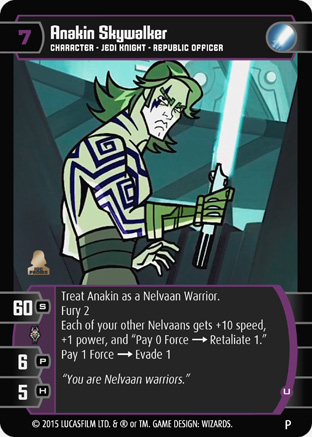 7 Anakin Skywalker
CHARACTER - JEDI KNIGHT - REPUBLIC OFFICER
60 S
6 P
5 H
Treat Anakin as a Nelvaan Warrior.
Fury 2
Each of your other Nelvaans gets +10 speed,
+1 power, and “Pay 0 Force → Retaliate 1.”
Pay 1 Force → Evade 1
“You are Nelvaan warriors.”
U
© 2015 LUCASFILM LTD. & ® or TM. GAME DESIGN: WIZARDS.
P